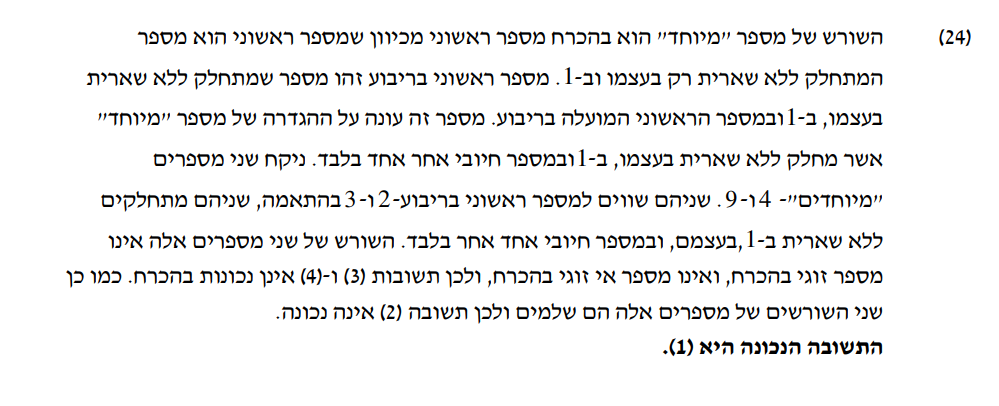 (24) השורש של מספר "מיוחד" הוא בהכרח מספר ראשוני מכיוון שמספר ראשוני הוא מספר
המתחלק ללא שארית רק בעצמו וב-1. מספר ראשוני בריבוע זהו מספר שמתחלק ללא שארית
בעצמו, ב-1 ובמספר הראשוני המועלה בריבוע. מספר זה עונה על ההגדרה של מספר "מיוחד"
אשר מחלק ללא שארית בעצמו, ב-1 ובמספר חיובי אחר אחד בלבד. ניקח שני מספרים
"מיוחדים"- 4 ו-9. שניהם שווים למספר ראשוני בריבוע-2 ו-3 בהתאמה, שניהם מתחלקים
ללא שארית ב-1, בעצמם, ובמספר חיובי אחד אחר בלבד. השורש של שני מספרים אלה אינו
מספר זוגי בהכרח, ואינו מספר אי זוגי בהכרח, ולכן תשובות (3) ו-(4) אינן נכונות בהכרח. כמו כן
שני השורשים של מספרים אלה הם שלמים ולכן תשובה (2) אינה נכונה.
התשובה הנכונה היא (1).